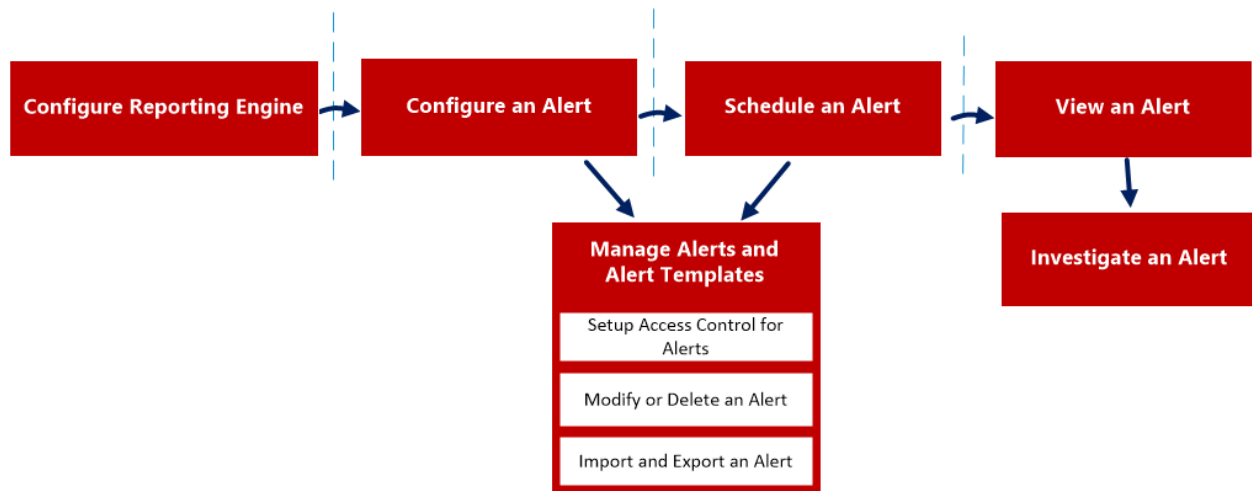 Configure Reporting Engine
Configure an Alert
Schedule an Alert
View an Alert
Manage Alerts and
Alert Templates
Setup Access Control for
Alerts
Modify or Delete an Alert
Import and Export an Alert
Investigate an Alert